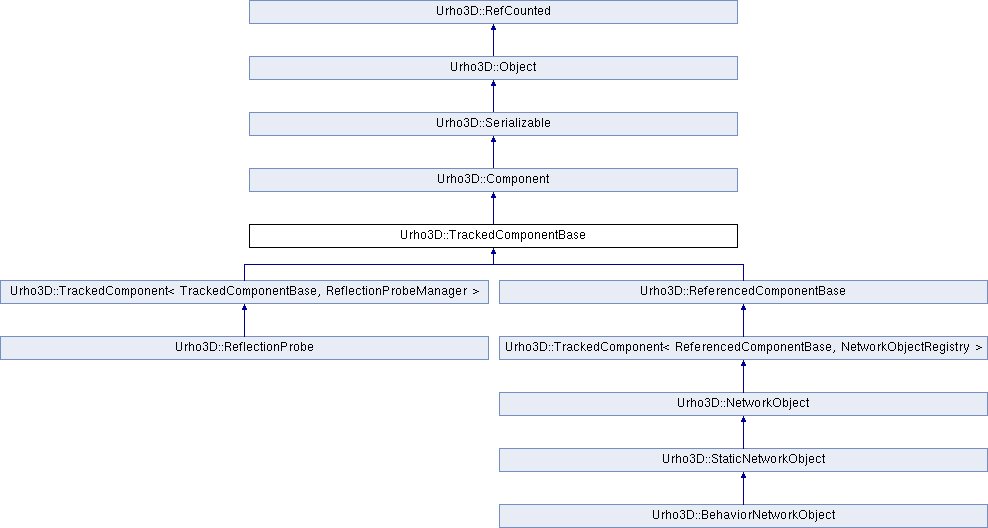 Urho3D::RefCounted
Urho3D::Object
Urho3D::Serializable
Urho3D::Component
Urho3D::TrackedComponentBase
Urho3D::TrackedComponent< TrackedComponentBase, ReflectionProbeManager >
Urho3D::ReferencedComponentBase
Urho3D::ReflectionProbe
Urho3D::TrackedComponent< ReferencedComponentBase, NetworkObjectRegistry >
Urho3D::NetworkObject
Urho3D::StaticNetworkObject
Urho3D::BehaviorNetworkObject